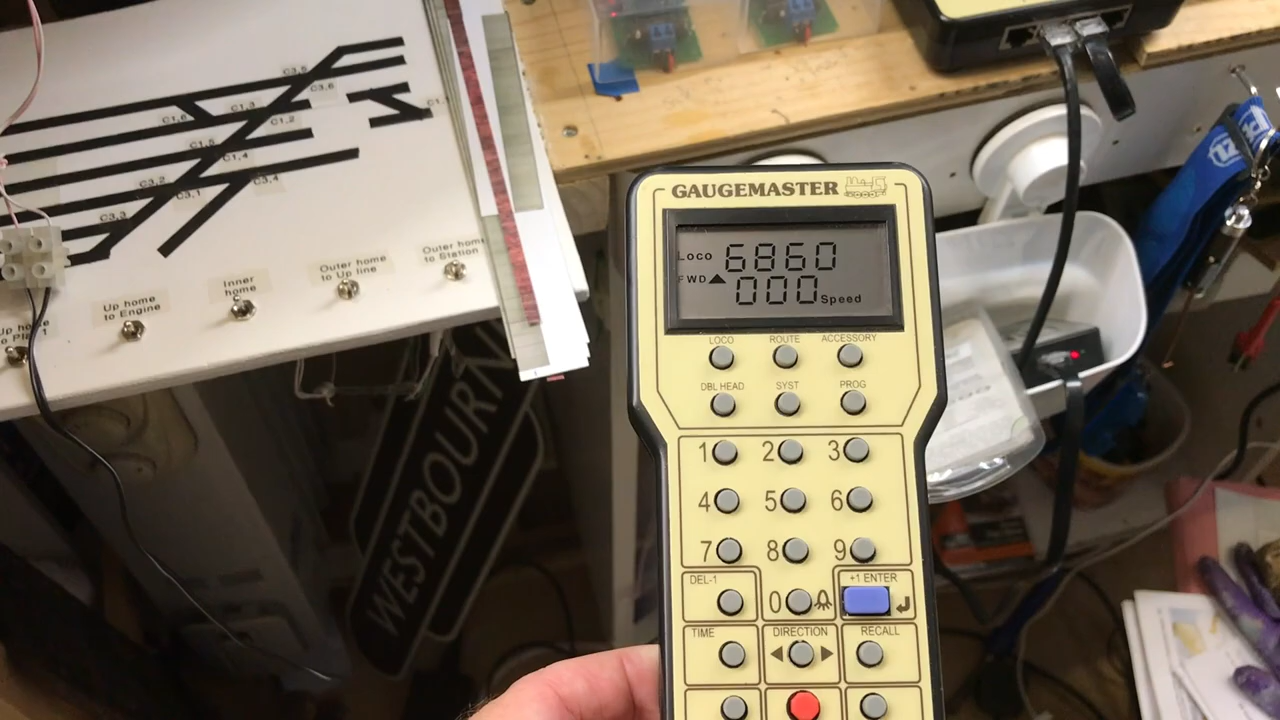 C3,5
C3,6
C1,3
C1,6
C1,2
C1,5
C1,4
C3,2
C3,1
C3,4
C3,3
Outer home
to Station
Outer home
to Up line
Inner
home
Up home
to Engine
WESTBOURN
GAUGEMASTER
Loco 6860
FWD
000 Speed
LOCO ROUTE ACCESSORY
DBL HEAD SYST PROG
1 2 3
4 5 6
7 8 9
DEL-1 0 +1 ENTER
TIME DIRECTION RECALL